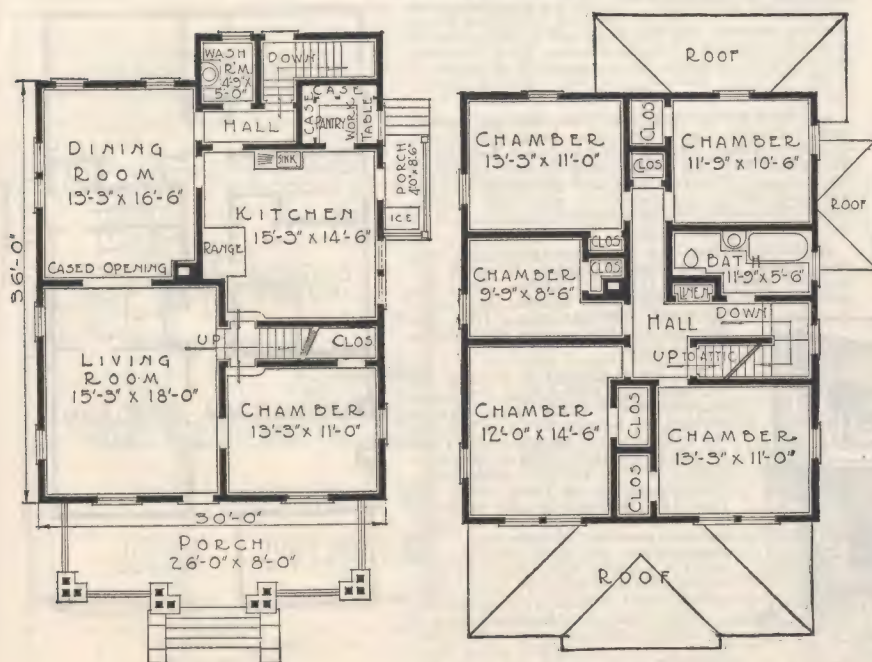 WASH
R'M.
4'-9" X
5'-0"
DOWN
HALL
CASE
CASE
PANTRY
WORK
TABLE
DINING
ROOM
13'-3" x 16'-6"
CASED OPENING
KITCHEN
15'-3" x 14'-6"
SINK
RANGE
PORCH
4'0" x 8'-6"
ICE
36'-0"
UP
CLOS
LIVING
ROOM
15'-3" x 18'-0"
CHAMBER
13'-3" x 11'-0"
30'-0"
PORCH
26'-0" x 8'-0"
ROOF
CHAMBER
13'-3" x 11'-0"
CLOS
CLOS
CHAMBER
11'-9" x 10'-6"
ROOF
CLOS
CLOS
CHAMBER
9'-9" x 8'-6"
BATH
11'-9" x 5'-6"
LINEN
HALL
DOWN
UP TO ATTIC
CHAMBER
12'-0" x 14'-6"
CLOS
CLOS
CHAMBER
13'-3" x 11'-0"
ROOF